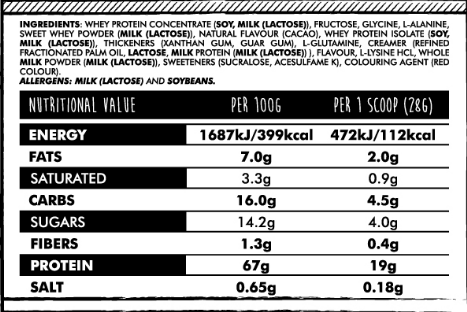 INGREDIENTS: WHEY PROTEIN CONCENTRATE (SOY, MILK (LACTOSE)), FRUCTOSE, GLYCINE, L-ALANINE,
SWEET WHEY POWDER (MILK (LACTOSE)), NATURAL FLAVOUR (CACAO), WHEY PROTEIN ISOLATE (SOY,
MILK (LACTOSE)), THICKENERS (XANTHAN GUM, GUAR GUM), L-GLUTAMINE, CREAMER (REFINED
FRACTIONATED PALM OIL, LACTOSE, MILK PROTEIN (MILK (LACTOSE)) ), FLAVOUR, L-LYSINE HCL, WHOLE
MILK POWDER (MILK (LACTOSE)), SWEETENERS (SUCRALOSE, ACESULFAME K), COLOURING AGENT (RED
COLOUR).
ALLERGENS: MILK (LACTOSE) AND SOYBEANS.
NUTRITIONAL VALUE PER 100G PER 1 SCOOP (28G)
ENERGY 1687kJ/399kcal 472kJ/112kcal
FATS 7.0g 2.0g
SATURATED 3.3g 0.9g
CARBS 16.0g 4.5g
SUGARS 14.2g 4.0g
FIBERS 1.3g 0.4g
PROTEIN 67g 19g
SALT 0.65g 0.18g